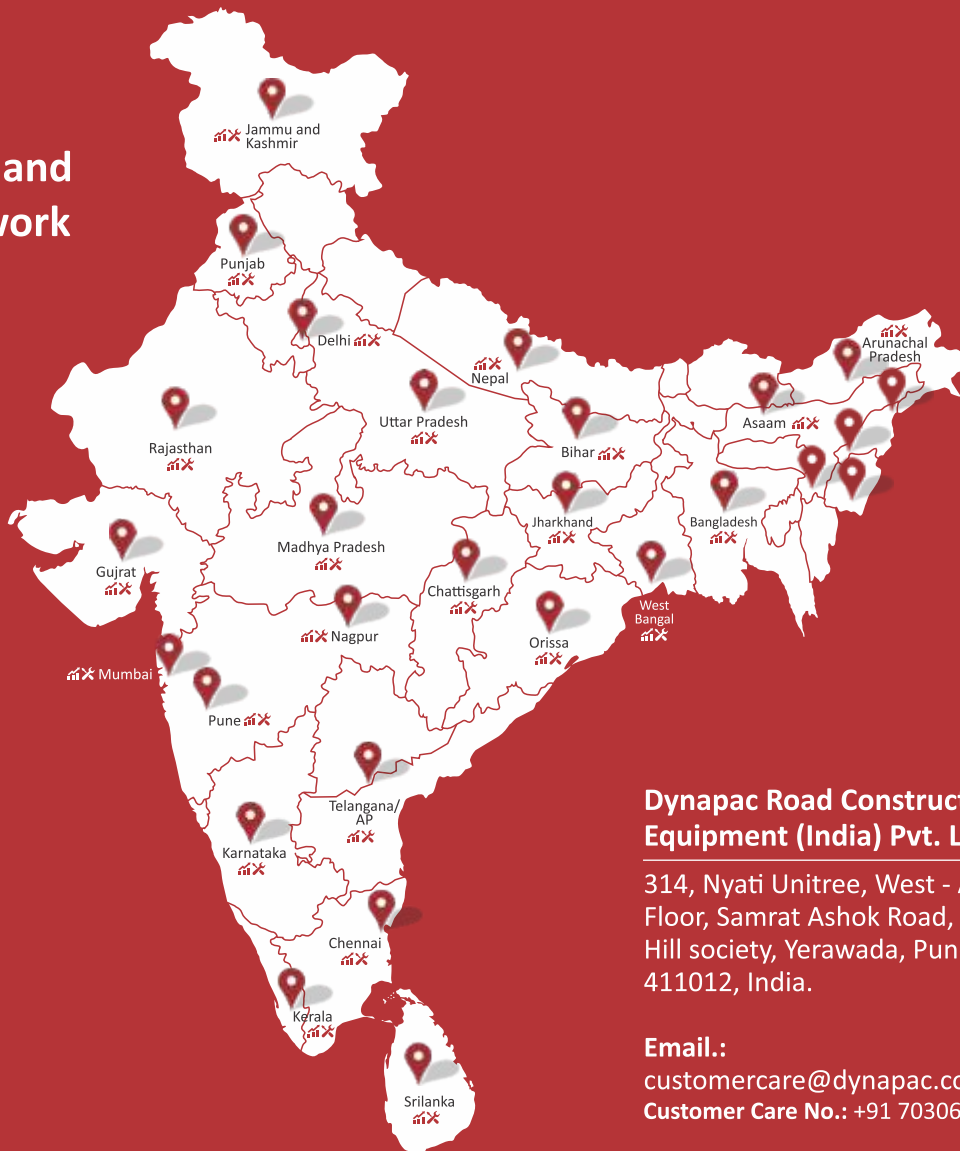 and
work
Jammu and
Kashmir
Punjab
Delhi
Nepal
Arunachal
Pradesh
Uttar Pradesh
Asaam
Rajasthan
Bihar
Jharkhand
Bangladesh
Madhya Pradesh
Gujrat
Chattisgarh
West
Bangal
Nagpur
Orissa
Mumbai
Pune
Telangana/
AP
Karnataka
Chennai
Kerala
Srilanka
Dynapac Road Construct
Equipment (India) Pvt. L
314, Nyati Unitree, West -
Floor, Samrat Ashok Road,
Hill society, Yerawada, Pun
411012, India.
Email.:
customercare@dynapac.co
Customer Care No.: +91 70306